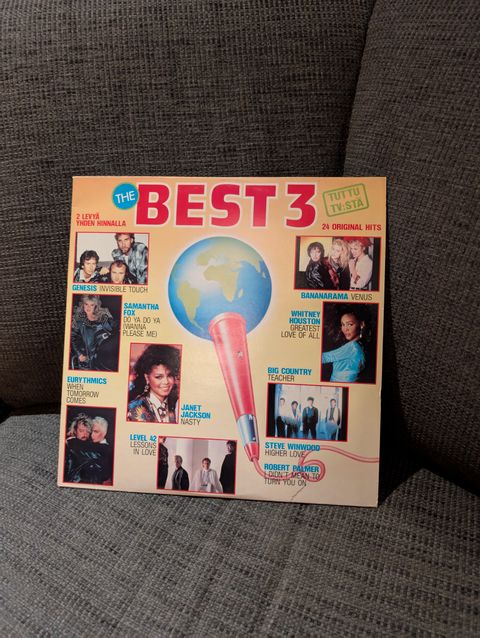 THE BEST 3
TUTTU
TV:STÄ
2 LEVYÄ
YHDEN HINNALLA
24 ORIGINAL HITS
GENESIS INVISIBLE TOUCH
BANANARAMA VENUS
SAMANTHA
FOX
DO YA DO YA
(WANNA
PLEASE ME)
WHITNEY
HOUSTON
GREATEST
LOVE OF ALL
EURYTHMICS
WHEN
TOMORROW
COMES
JANET
JACKSON
NASTY
BIG COUNTRY
TEACHER
LEVEL 42
LESSONS
IN LOVE
STEVE WINWOOD
HIGHER LOVE
ROBERT PALMER
I DIDN'T MEAN TO
TURN YOU ON